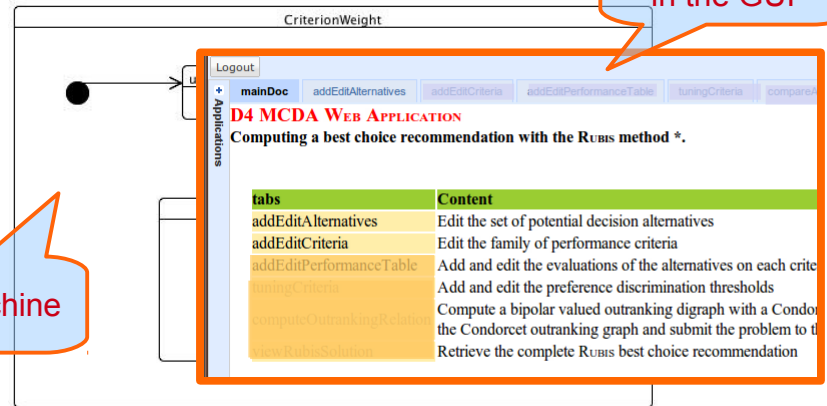 in the GUI
CriterionWeight
Logout
mainDoc addEditAlternatives addEditCriteria addEditPerformanceTable tuningCriteria
Applications
D4 MCDA WEB APPLICATION
Computing a best choice recommendation with the RUBIS method *.
tabs Content
addEditAlternatives Edit the set of potential decision alternatives
addEditCriteria Edit the family of performance criteria
addEditPerformanceTable Add and edit the evaluations of the alternatives on each
tuningCriteria Add and edit the preference discrimination thresholds
computeOutrankingRelation Compute a bipolar valued outranking digraph with a
the Condorcet outranking graph and submit the problem to
viewRubisSolution Retrieve the complete RUBIS best choice recommendation